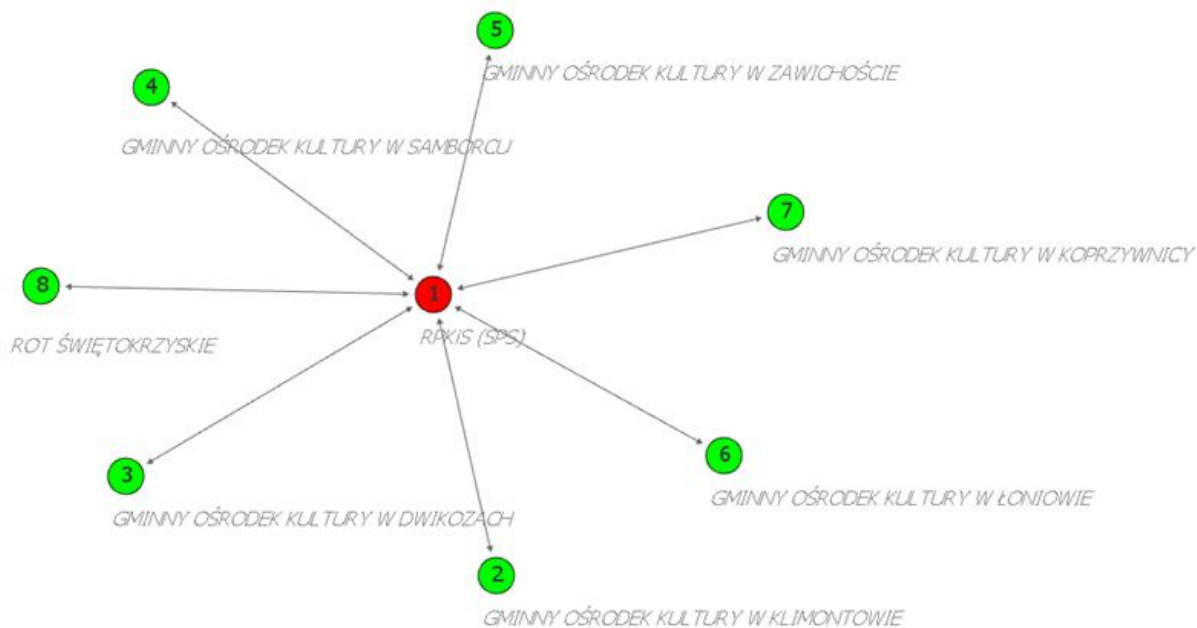 5
GMINNY OŚRODEK KULTURY W ZAWICHOŚCIE
4
GMINNY OŚRODEK KULTURY W SAMBORCU
7
GMINNY OŚRODEK KULTURY W KOPRZYWNICY
8
ROT ŚWIĘTOKRZYSKIE
1
RPKiS (SPS)
3
GMINNY OŚRODEK KULTURY W DWIKOZACH
6
GMINNY OŚRODEK KULTURY W ŁONIOWIE
2
GMINNY OŚRODEK KULTURY W KLIMONTOWIE